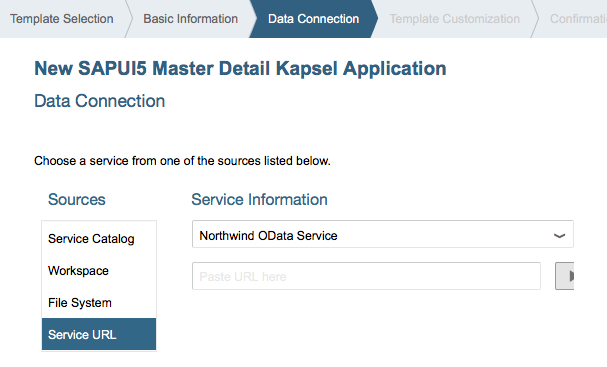 Template Selection Basic Information Data Connection Template Customization Confirmati
New SAPUI5 Master Detail Kapsel Application
Data Connection
Choose a service from one of the sources listed below.
Sources Service Information
Service Catalog
Northwind OData Service
Workspace
Paste URL here
File System
Service URL